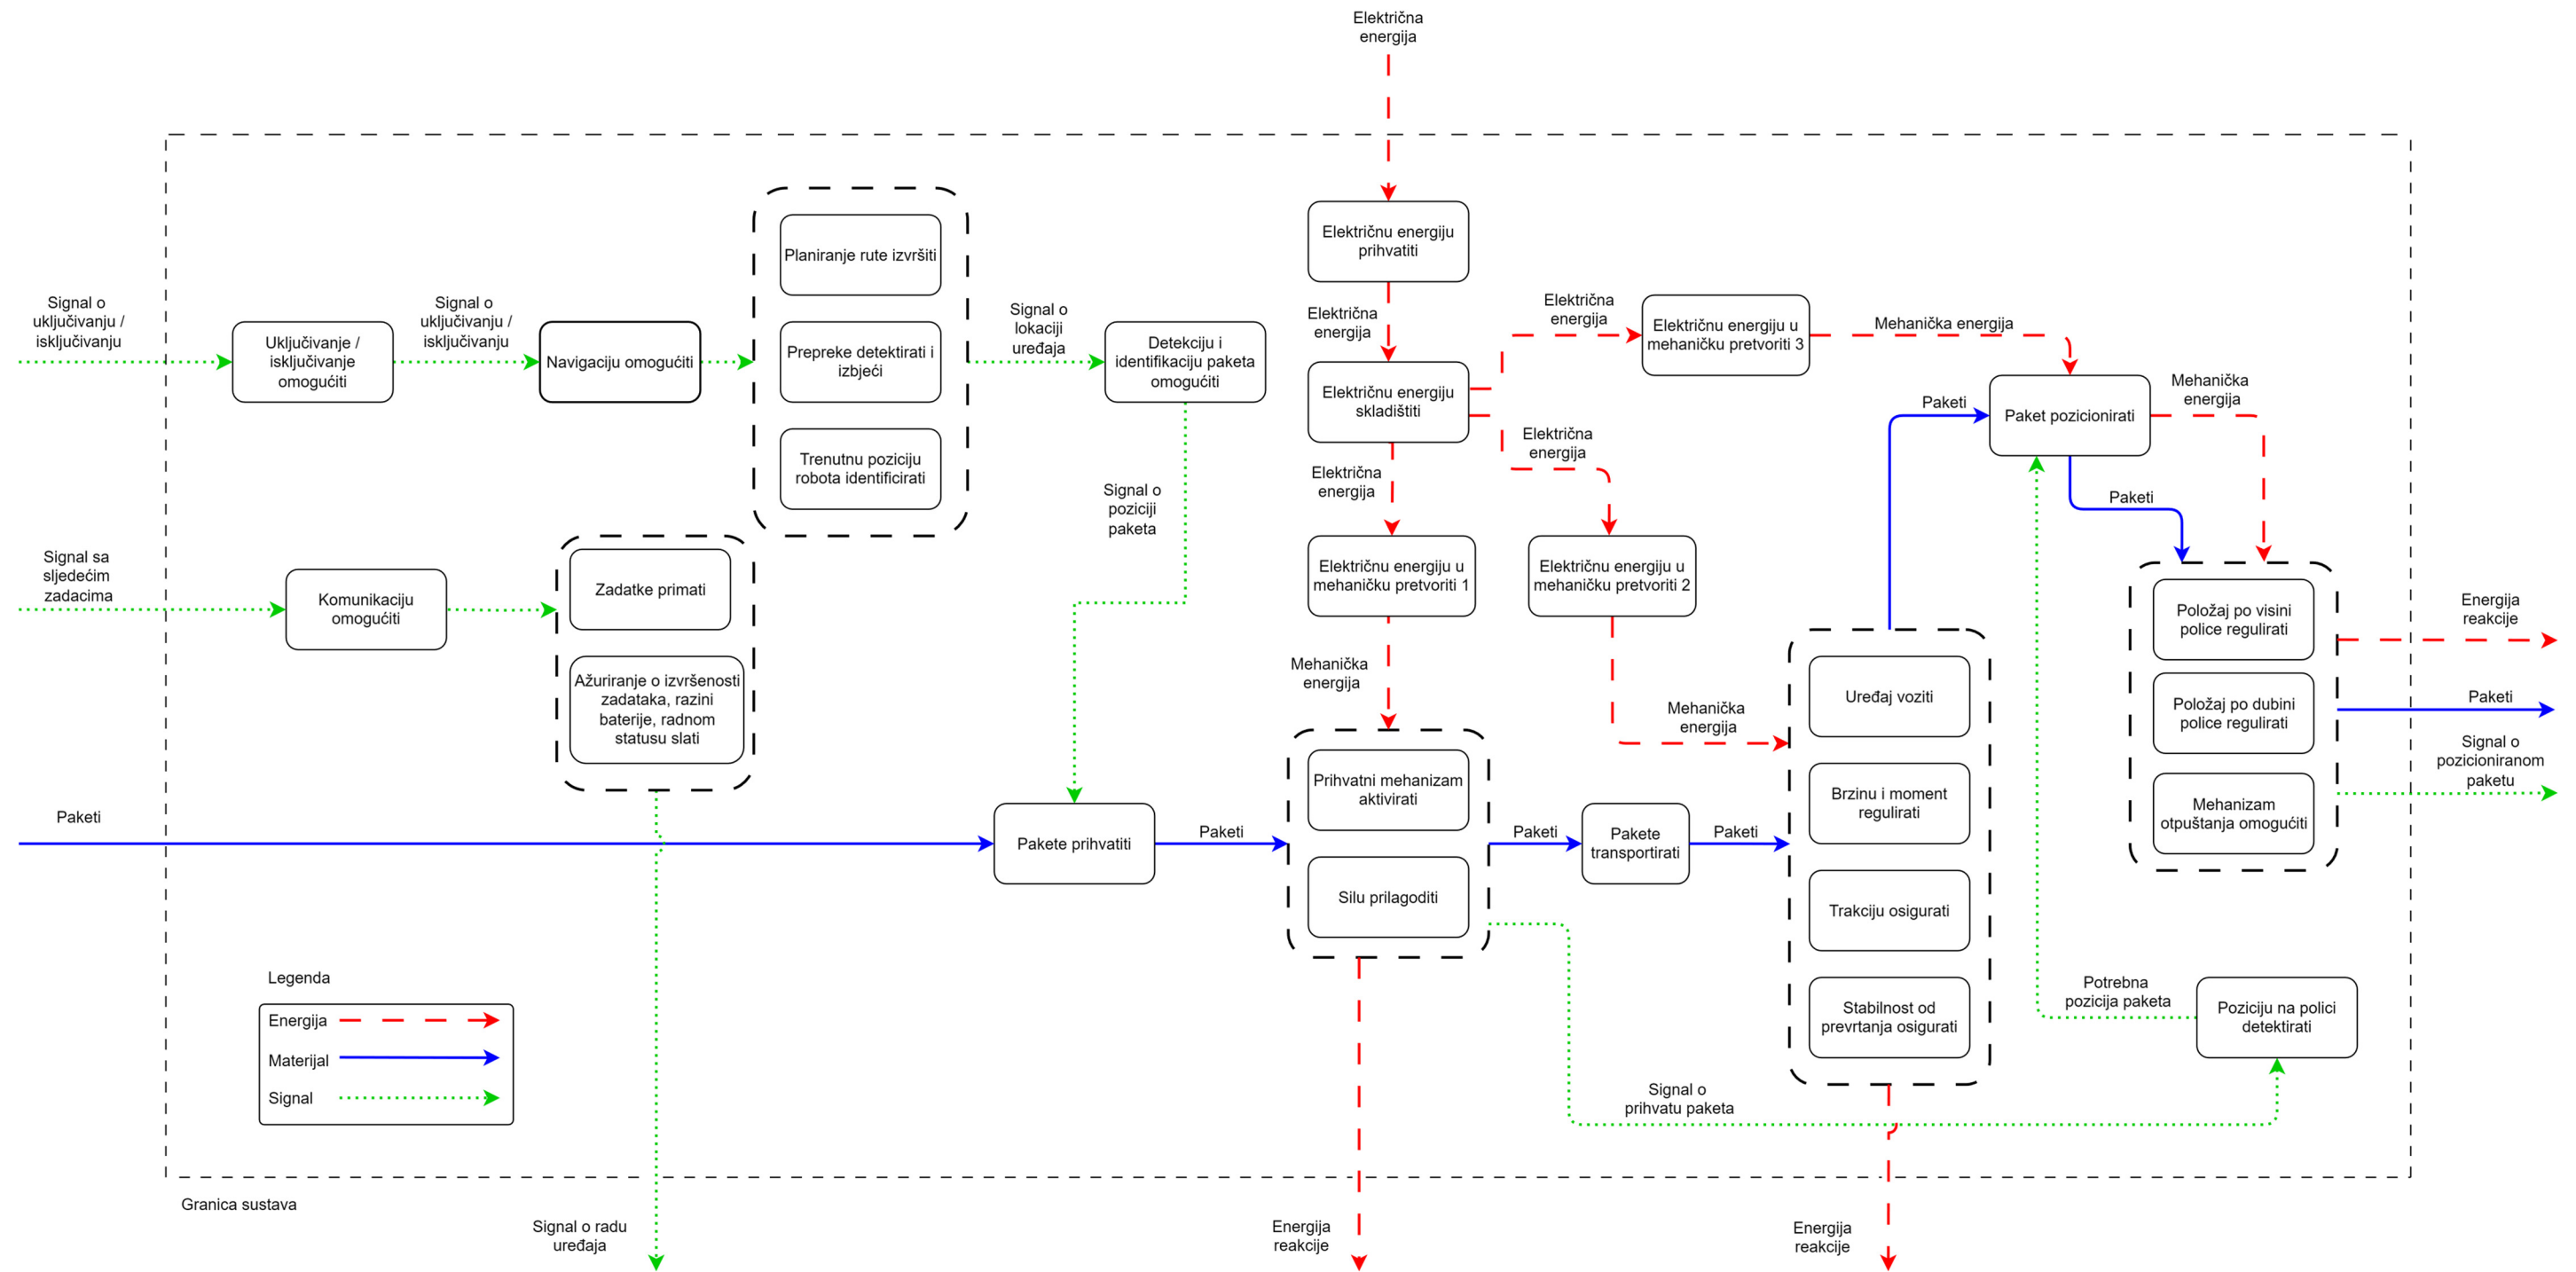 Električna
energija
Električnu energiju
prihvatiti
Planiranje rute izvršiti
Signal o
uključivanju /
isključivanju
Uključivanje /
isključivanje
omogućiti
Signal o
uključivanju /
isključivanju
Navigaciju omogućiti
Prepreke detektirati i
izbjeći
Trenutnu poziciju
robota identificirati
Signal o
lokaciji
uređaja
Detekciju i
identifikaciju paketa
omogućiti
Električna
energija
Električnu energiju
skladištiti
Električna
energija
Električnu energiju u
mehaničku pretvoriti 3
Mehanička energija
Paketi
Paket pozicionirati
Mehanička
energija
Električna
energija
Električna
energija
Signal o
poziciji
paketa
Paketi
Signal sa
sljedećim
zadacima
Komunikaciju
omogućiti
Zadatke primati
Ažuriranje o izvršenosti
zadataka, razini
baterije, radnom
statusu slati
Električnu energiju u
mehaničku pretvoriti 1
Električnu energiju u
mehaničku pretvoriti 2
Mehanička
energija
Mehanička
energija
Položaj po visini
police regulirati
Položaj po dubini
police regulirati
Mehanizam
otpuštanja omogućiti
Energija
reakcije
Paketi
Signal o
pozicioniranom
paketu
Paketi
Pakete prihvatiti
Paketi
Prihvatni mehanizam
aktivirati
Silu prilagoditi
Paketi
Pakete
transportirati
Paketi
Uređaj voziti
Brzinu i moment
regulirati
Trakciju osigurati
Stabilnost od
prevrtanja osigurati
Potrebna
pozicija paketa
Poziciju na polici
detektirati
Signal o
prihvatu paketa
Legenda
Energija
Materijal
Signal
Granica sustava
Signal o radu
uređaja
Energija
reakcije
Energija
reakcije